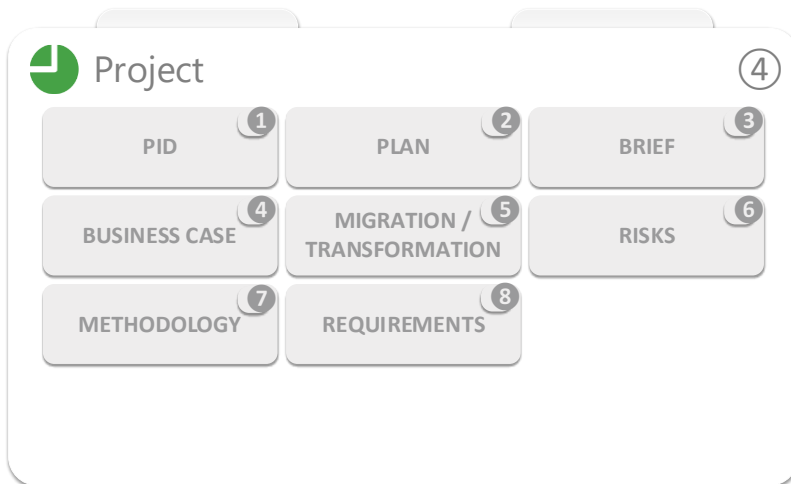 Project
4
PID
1
PLAN
2
BRIEF
3
BUSINESS CASE
4
MIGRATION /
TRANSFORMATION
5
RISKS
6
METHODOLOGY
7
REQUIREMENTS
8